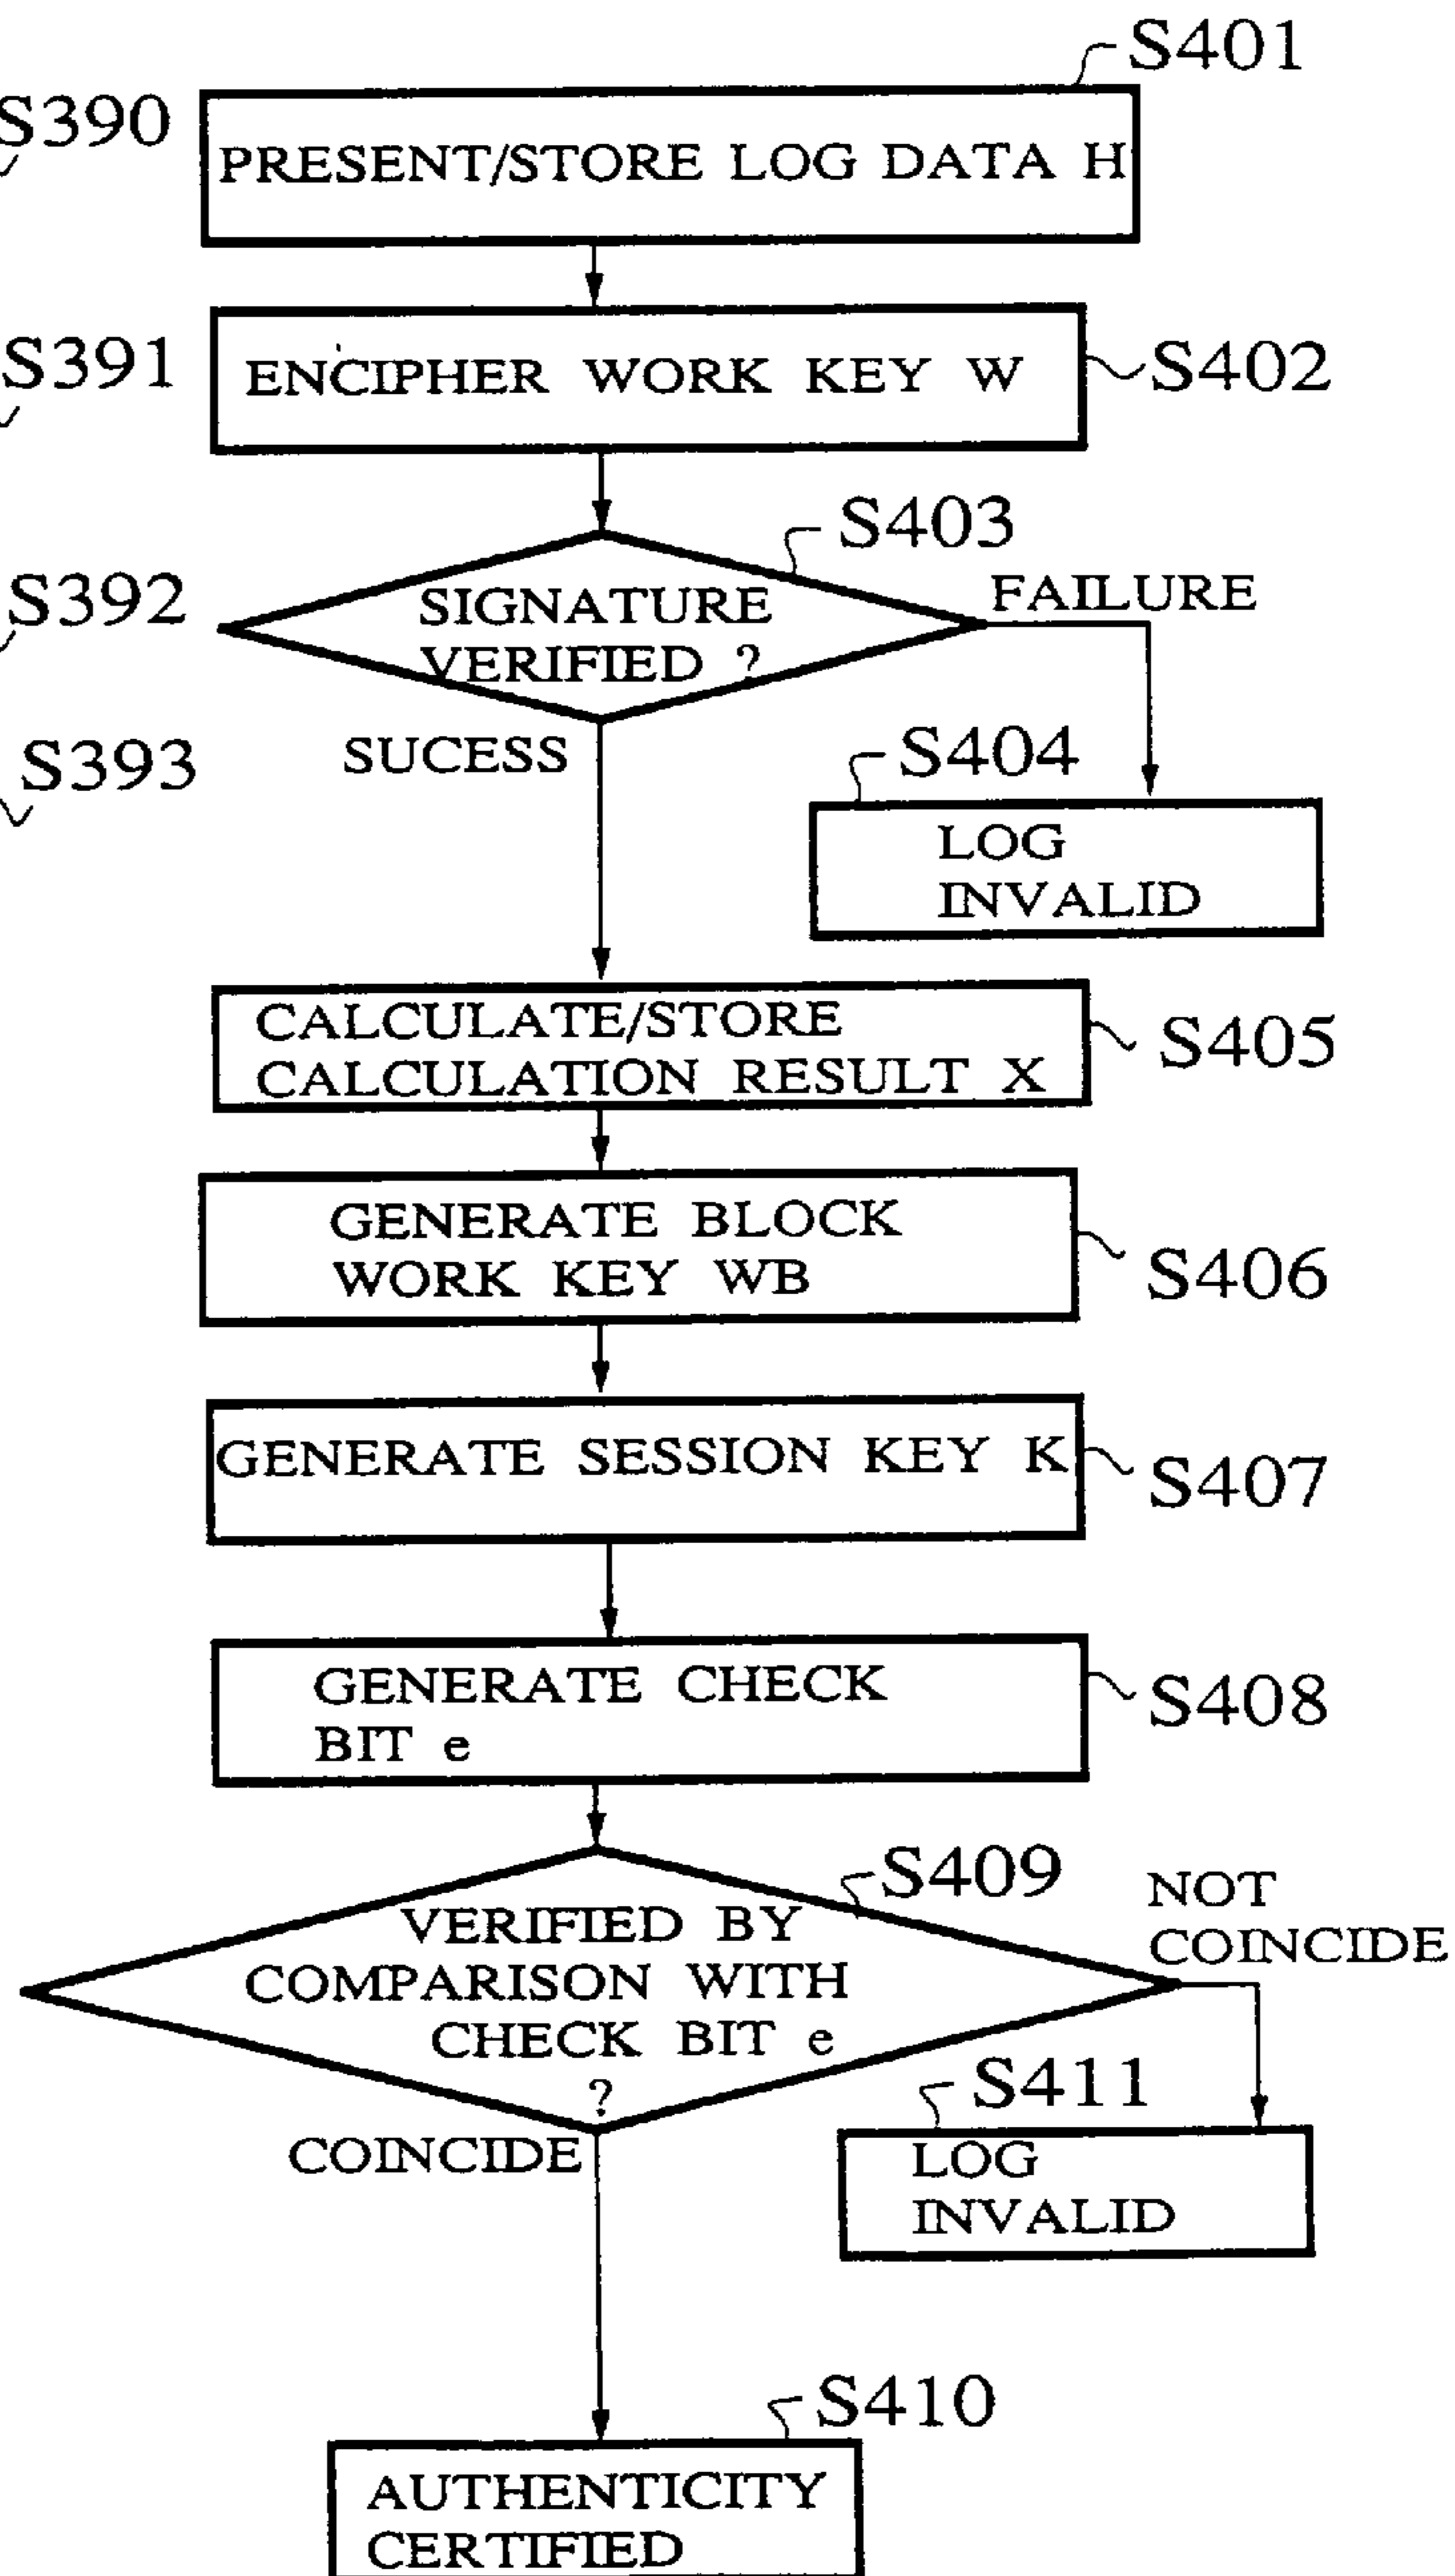 S401
S390
PRESENT/STORE LOG DATA H
S391
ENCIPHER WORK KEY W
S402
S403
S392
SIGNATURE
VERIFIED ?
FAILURE
SUCESS
S393
S404
LOG
INVALID
CALCULATE/STORE
CALCULATION RESULT X
S405
GENERATE BLOCK
WORK KEY WB
S406
GENERATE SESSION KEY K
S407
GENERATE CHECK
BIT e
S408
S409
VERIFIED BY
COMPARISON WITH
CHECK BIT e
?
NOT
COINCIDE
S411
COINCIDE
LOG
INVALID
S410
AUTHENTICITY
CERTIFIED